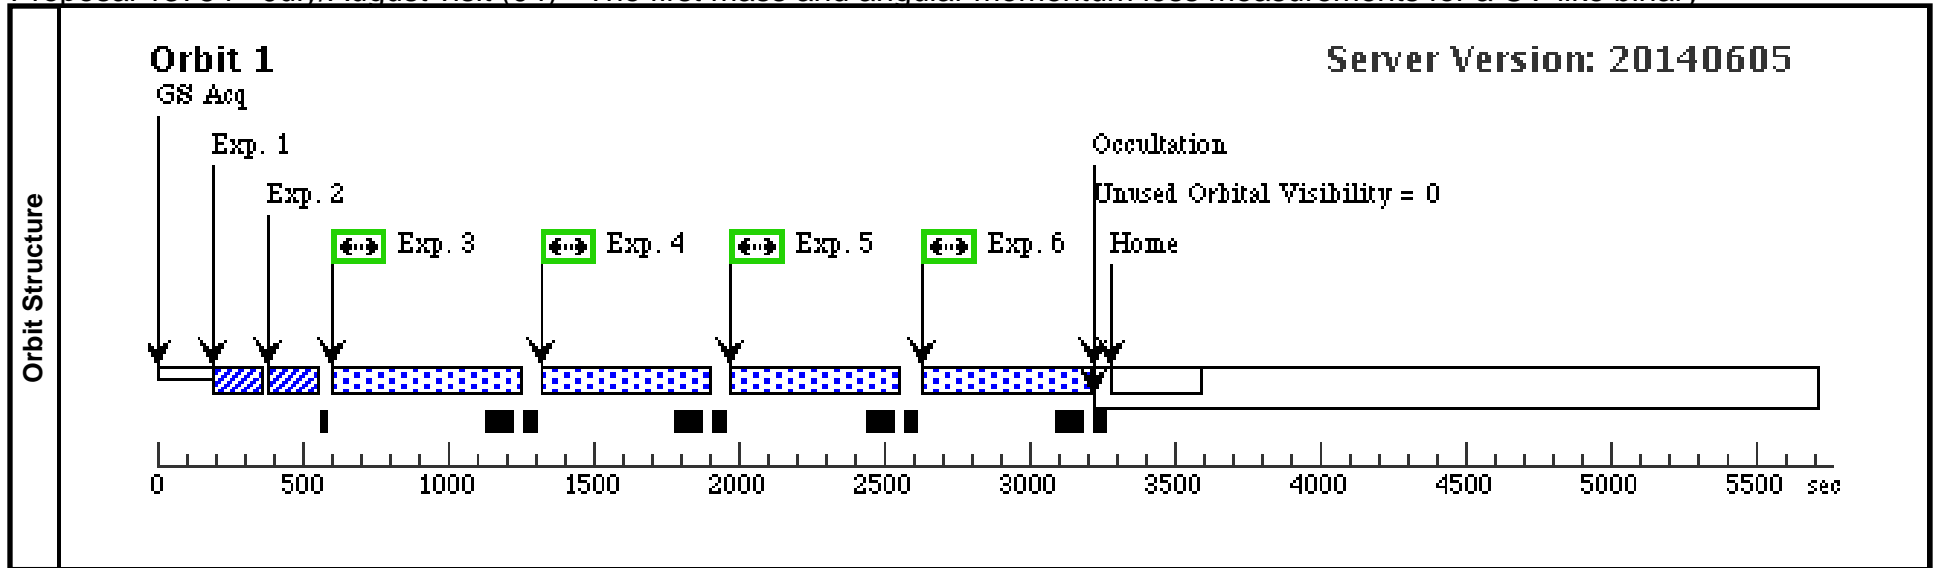 Orbit 1
Server Version: 20140605
GS Acq
Exp. 1
Occultation
Exp. 2
Unused Orbital Visibility = 0
Exp. 3
Exp. 4
Exp. 5
Exp. 6
Home
Orbit Structure
0 500 1000 1500 2000 2500 3000 3500 4000 4500 5000 5500 sec